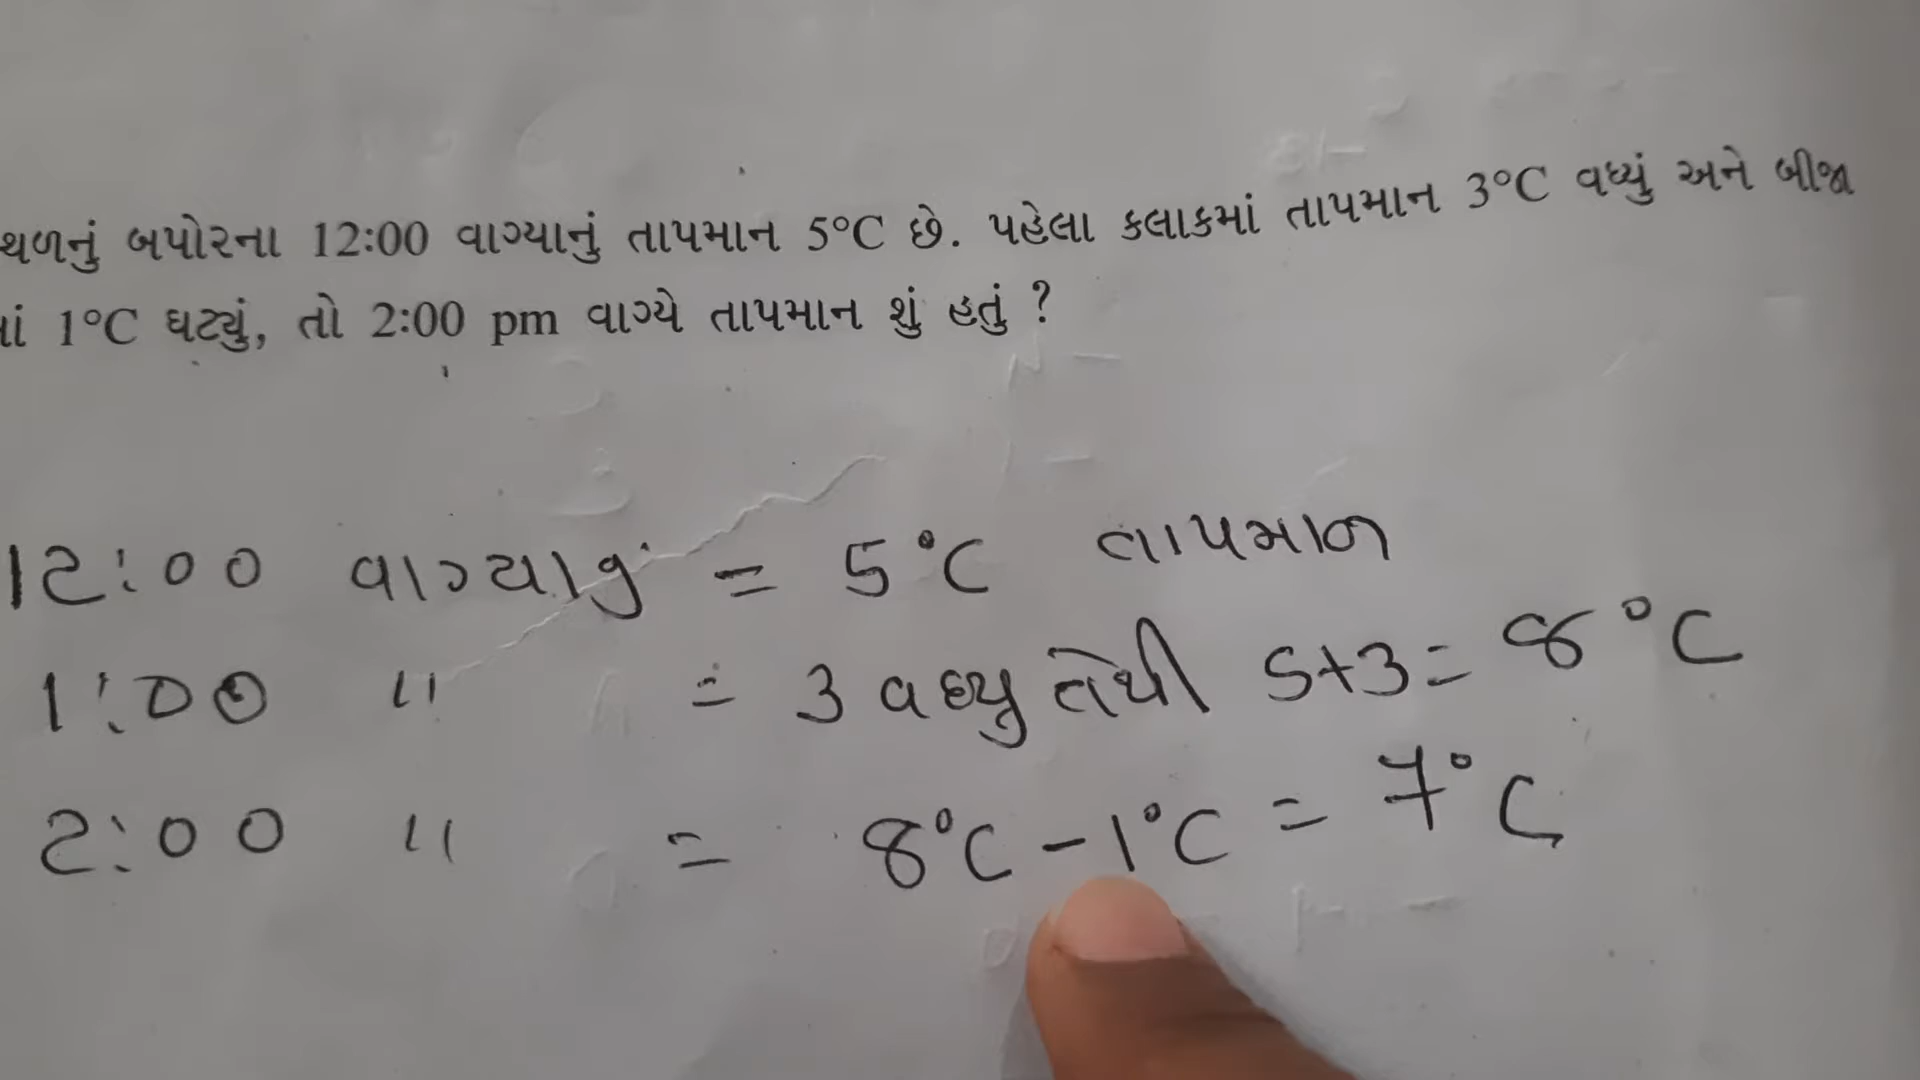 થળનું બપોરના 12:00 વાગ્યાનું તાપમાન 5°C છે. પહેલા કલાકમાં તાપમાન 3°C વધ્યું અને બીજા
માં 1°C ઘટ્યું, તો 2:00 pm વાગ્યે તાપમાન શું હતું ?
12:00 વાગ્યાનું = 5°C તાપમાન
1:00 " = 3 વધ્યુ તેથી 5+3= 8°C
2:00 " = 8°C -1°C = 7°C